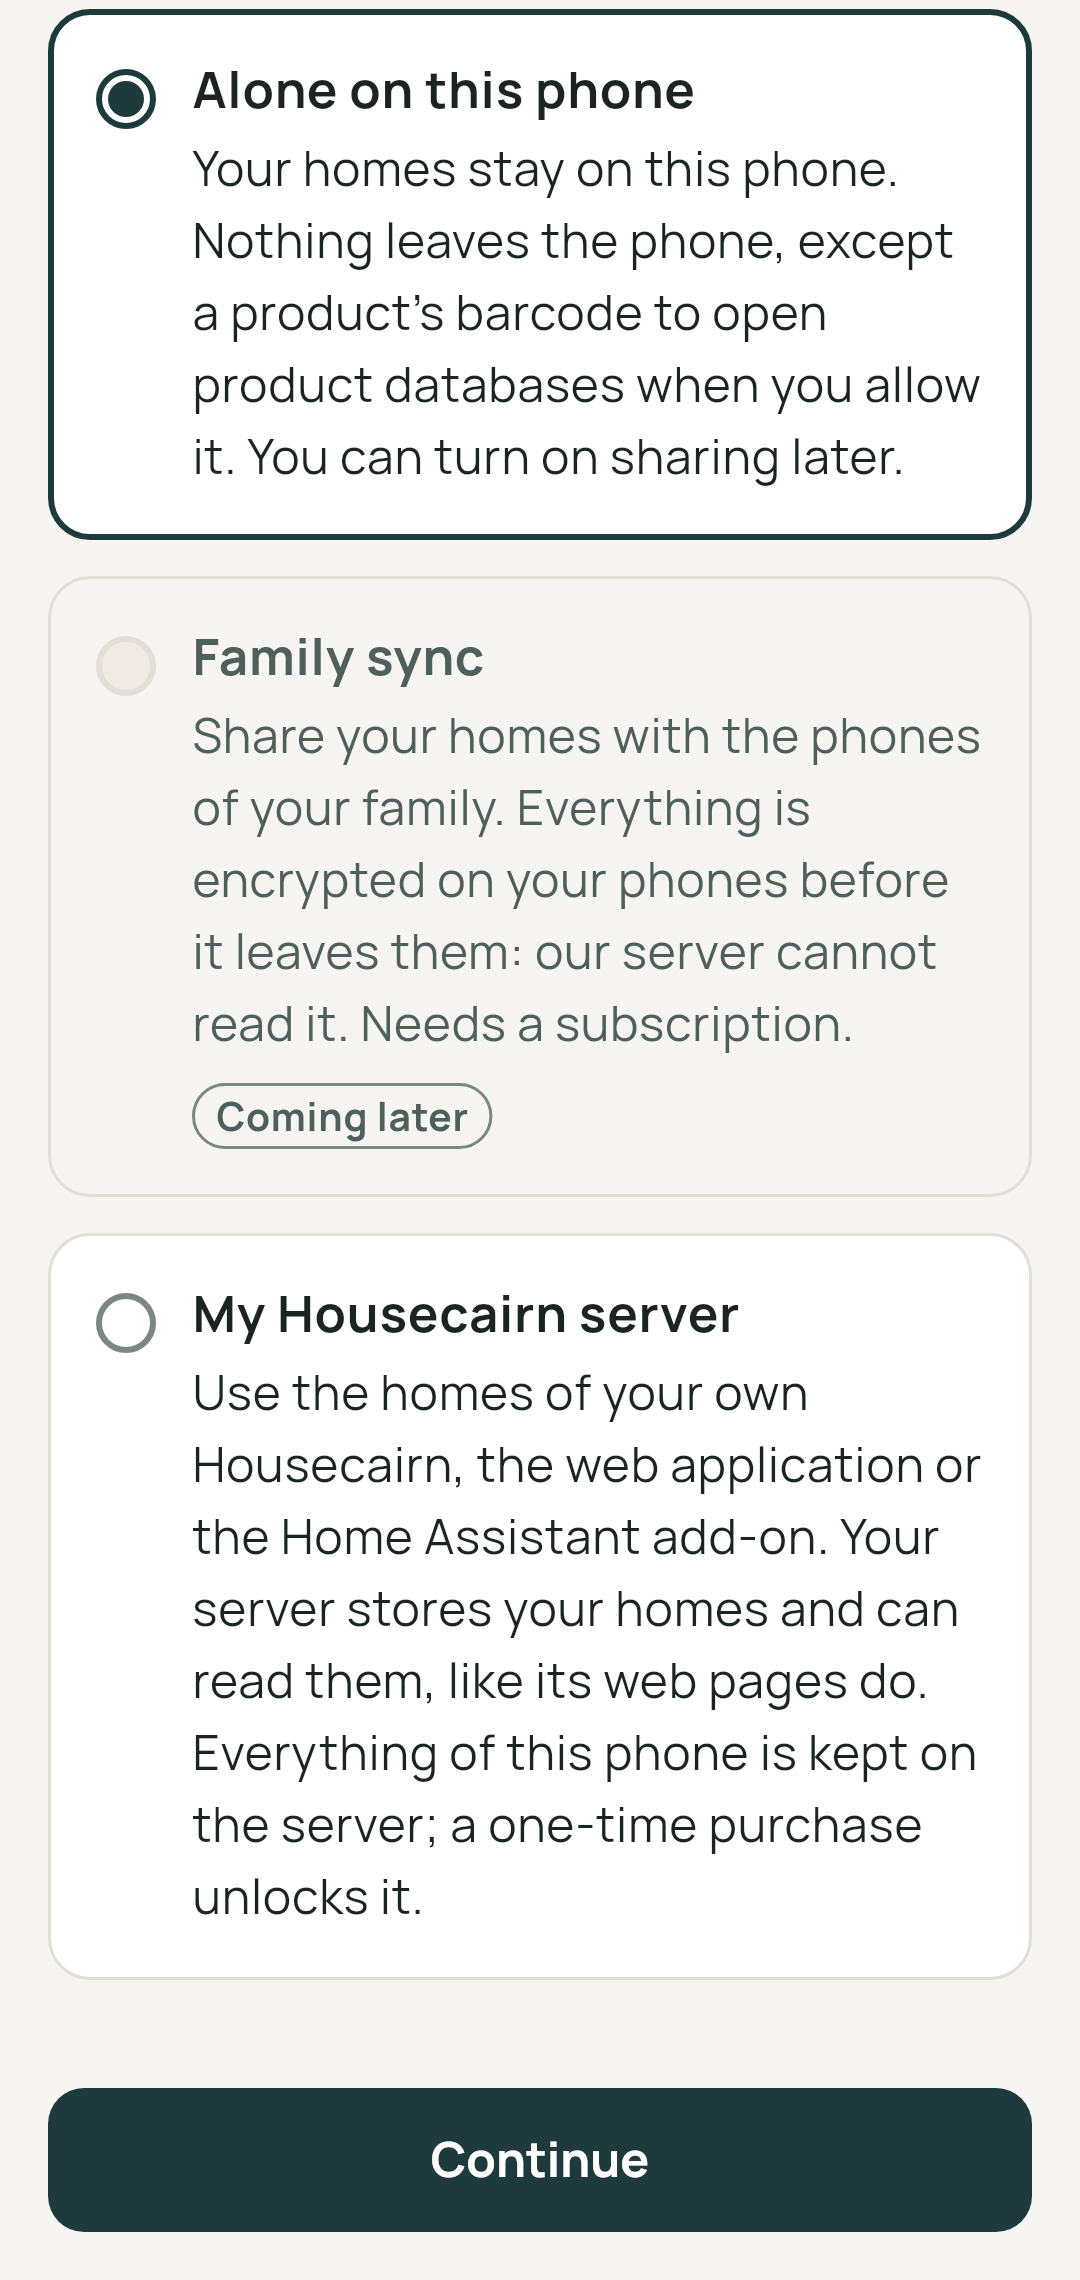 Alone on this phone
Your homes stay on this phone.
Nothing leaves the phone, except
a product’s barcode to open
product databases when you allow
it. You can turn on sharing later.
Family sync
Share your homes with the phones
of your family. Everything is
encrypted on your phones before
it leaves them: our server cannot
read it. Needs a subscription.
Coming later
My Housecairn server
Use the homes of your own
Housecairn, the web application or
the Home Assistant add-on. Your
server stores your homes and can
read them, like its web pages do.
Everything of this phone is kept on
the server; a one-time purchase
unlocks it.
Continue